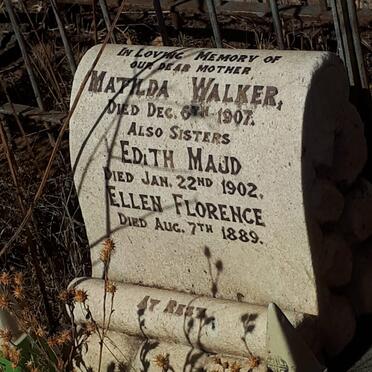 In Loving Memory of
our dear mother
Matilda Walker,
Died Dec. 6th 1907.
Also Sisters
Edith Maud
Died Jan. 22nd 1902.
Ellen Florence
Died Aug. 7th 1889.
At Rest